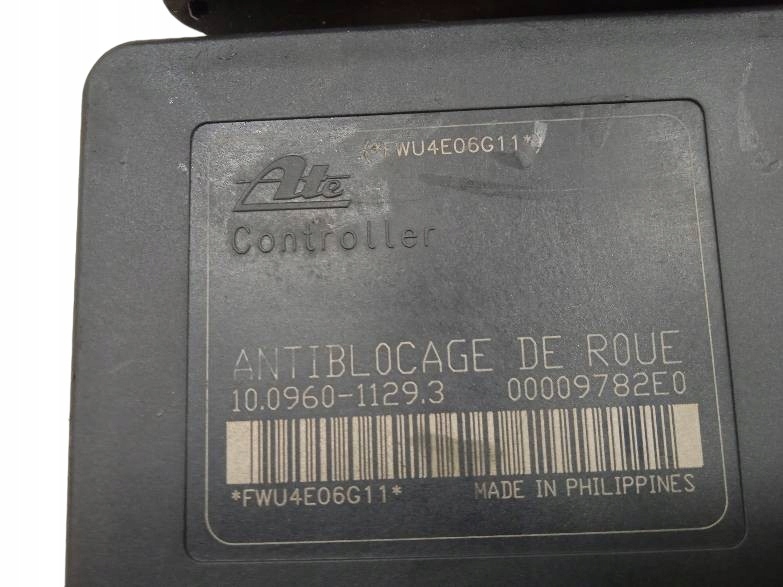 (*FWU4E06G11*)
Ate
Controller
ANTIBLOCAGE DE ROUE
10.0960-1129.3 00009782E0
*FWU4E06G11* MADE IN PHILIPPINES